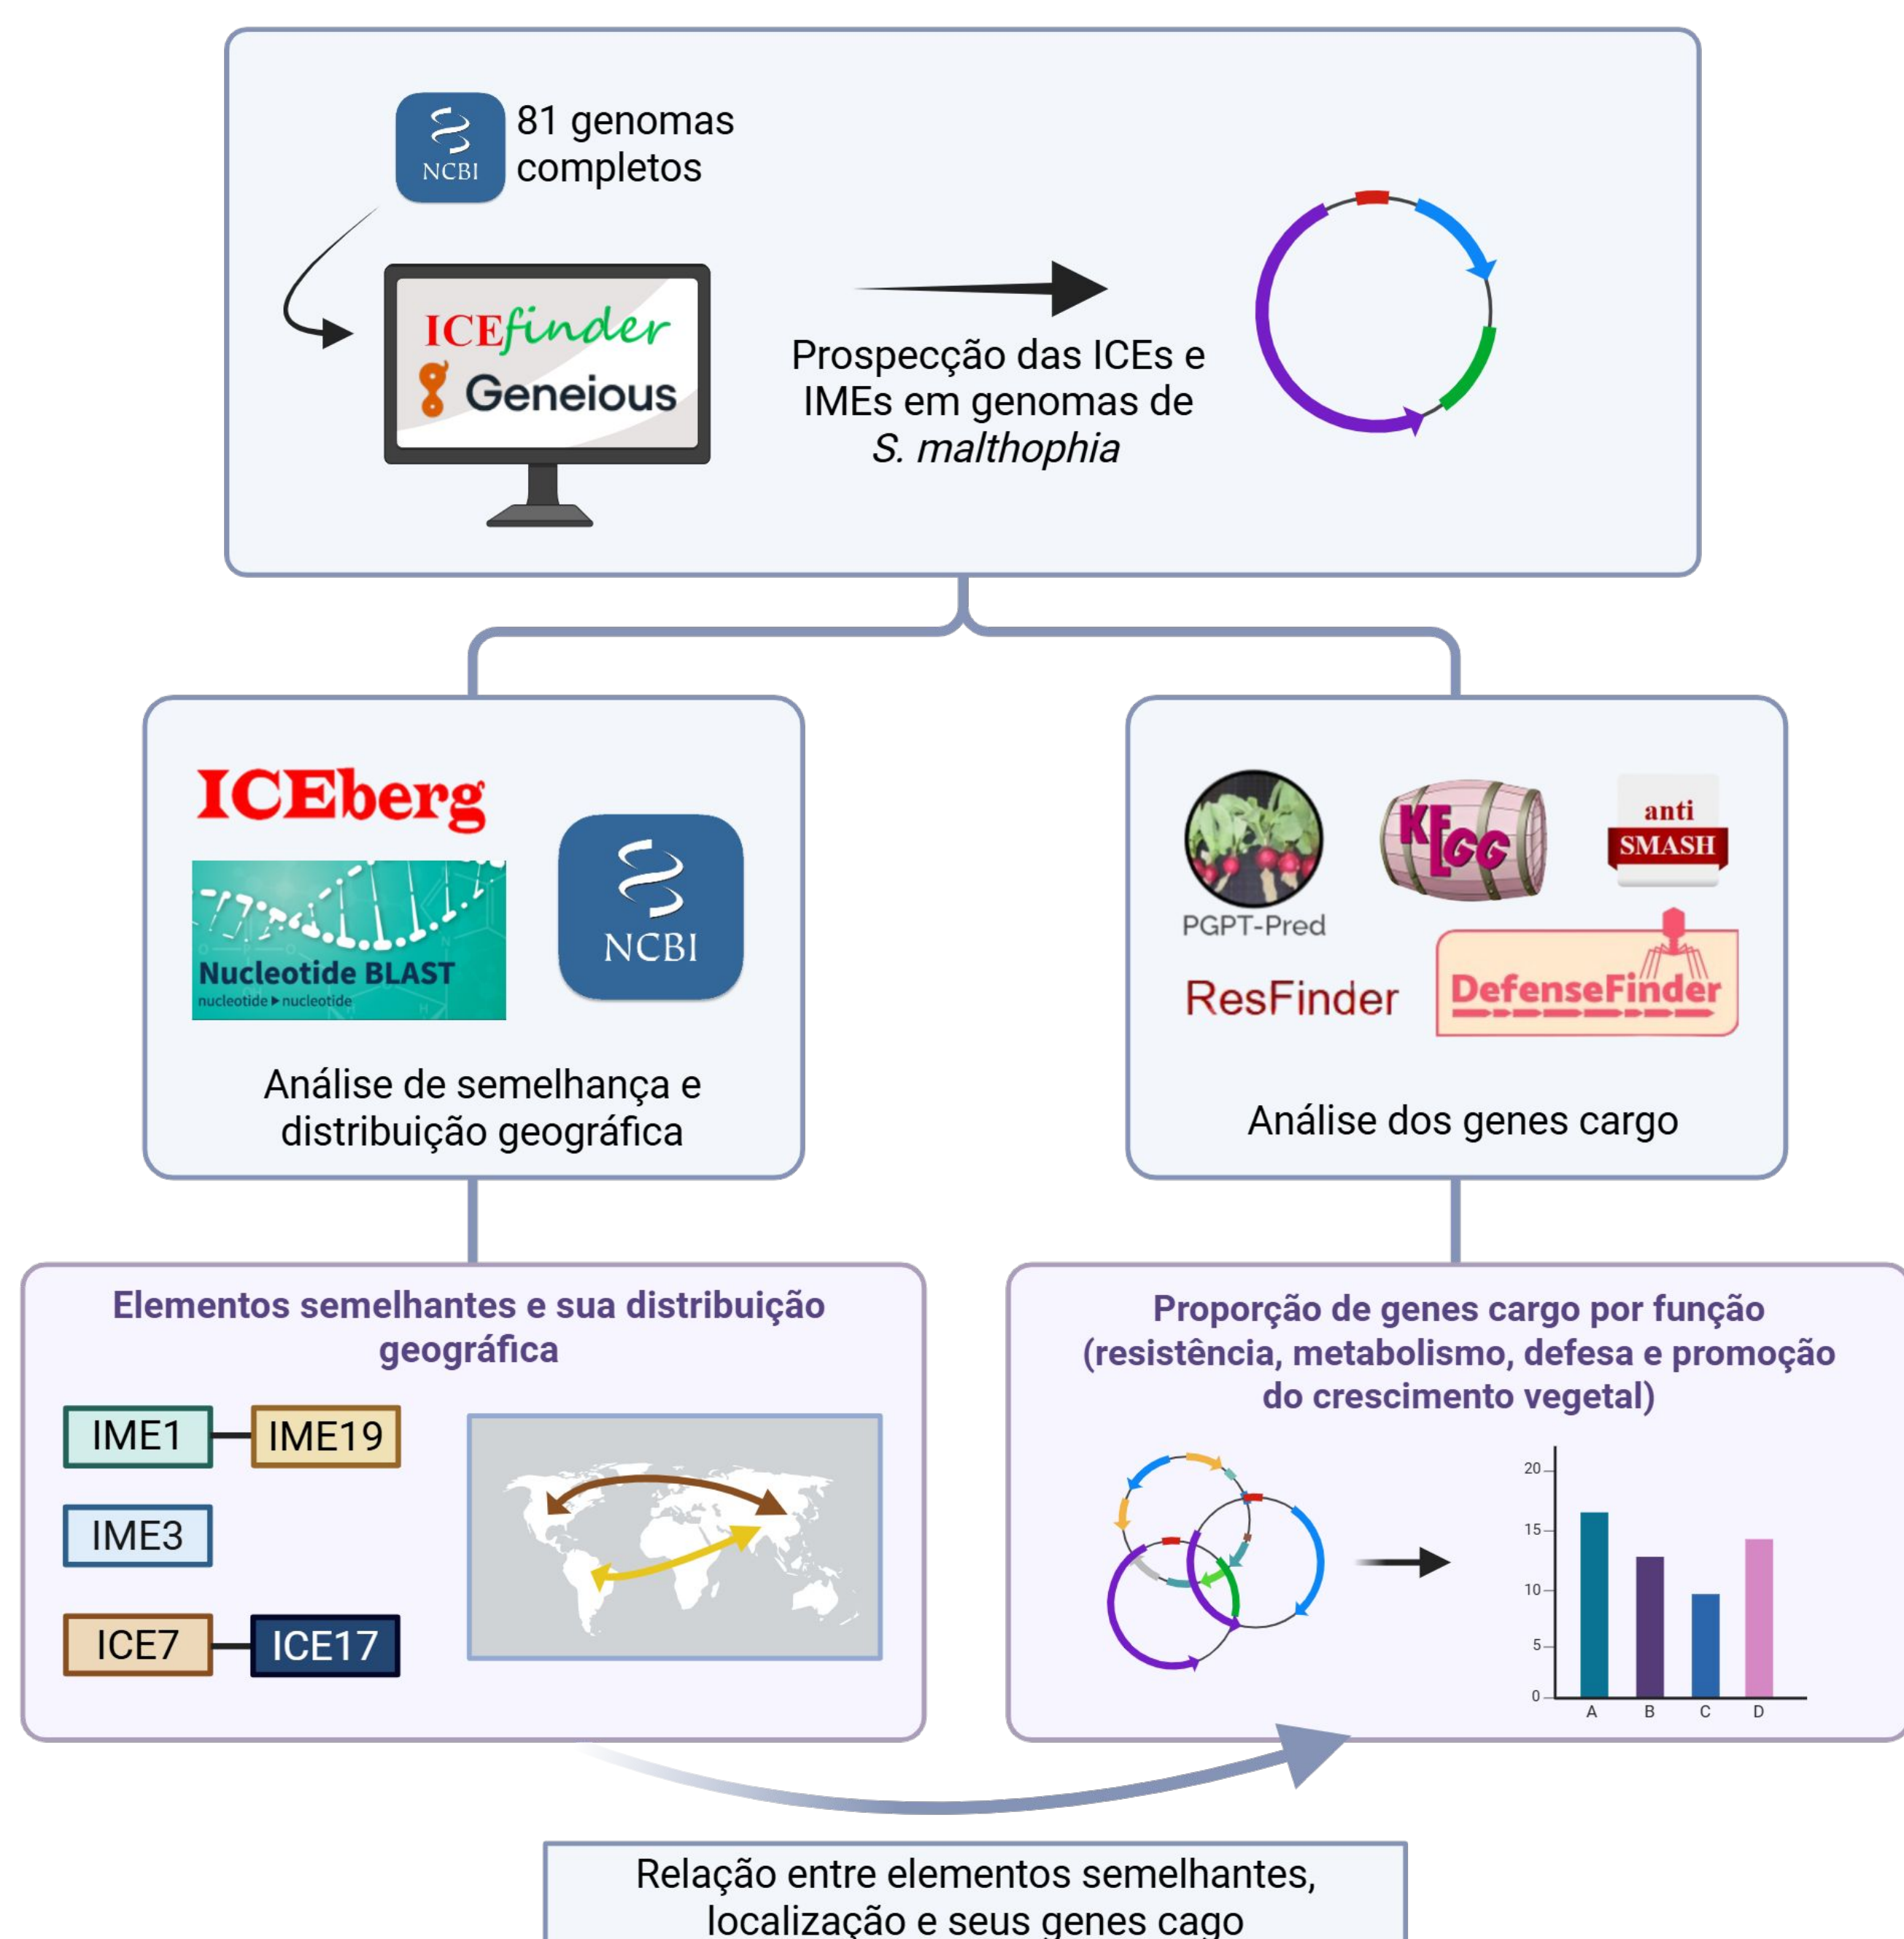 81 genomas
completos
NCBI
ICEfinder
Geneious
Prospecção das ICEs e
IMEs em genomas de
S. malthophia
ICEberg
Nucleotide BLAST
nucleotide ▶ nucleotide
NCBI
Análise de semelhança e
distribuição geográfica
PGPT-Pred
KEGG
anti
SMASH
ResFinder
DefenseFinder
Análise dos genes cargo
Elementos semelhantes e sua distribuição
geográfica
IME1
IME19
IME3
ICE7
ICE17
Proporção de genes cargo por função
(resistência, metabolismo, defesa e promoção
do crescimento vegetal)
20
15
10
5
0
A B C D
Relação entre elementos semelhantes,
localização e seus genes cago